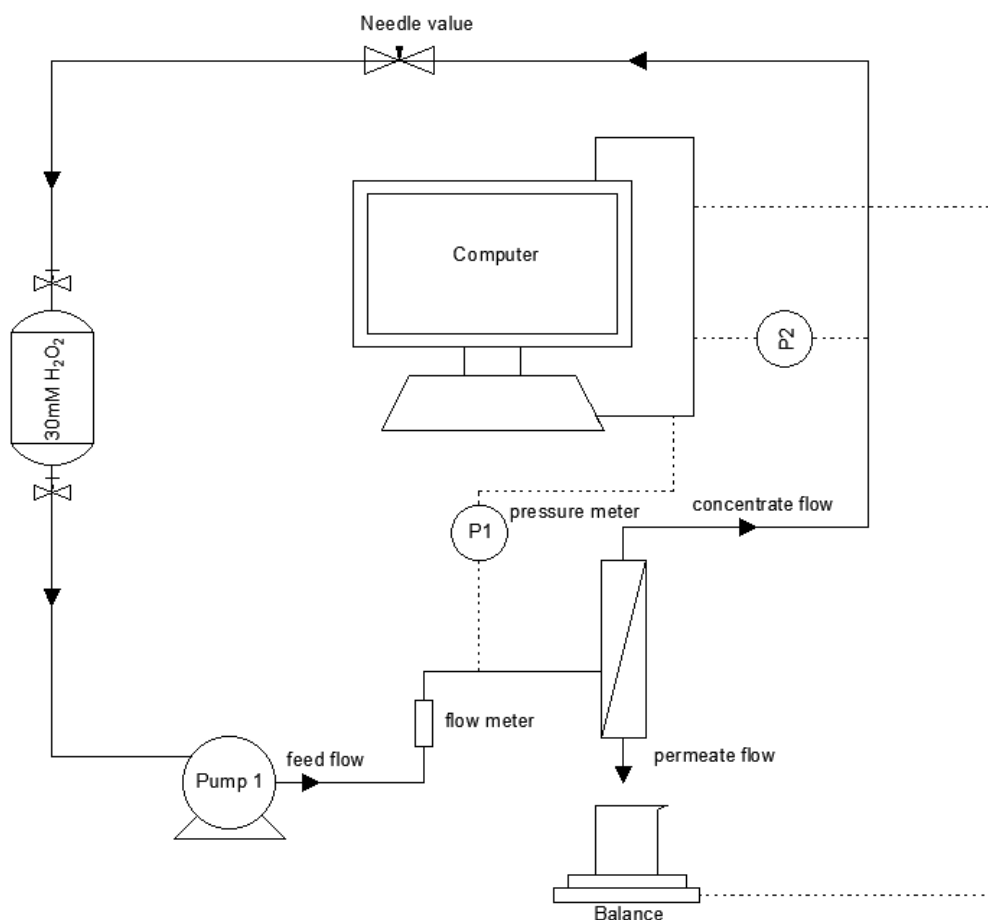 Needle value
Computer
P2
30mM H₂O₂
pressure meter
P1
concentrate flow
flow meter
feed flow
Pump 1
permeate flow
Balance